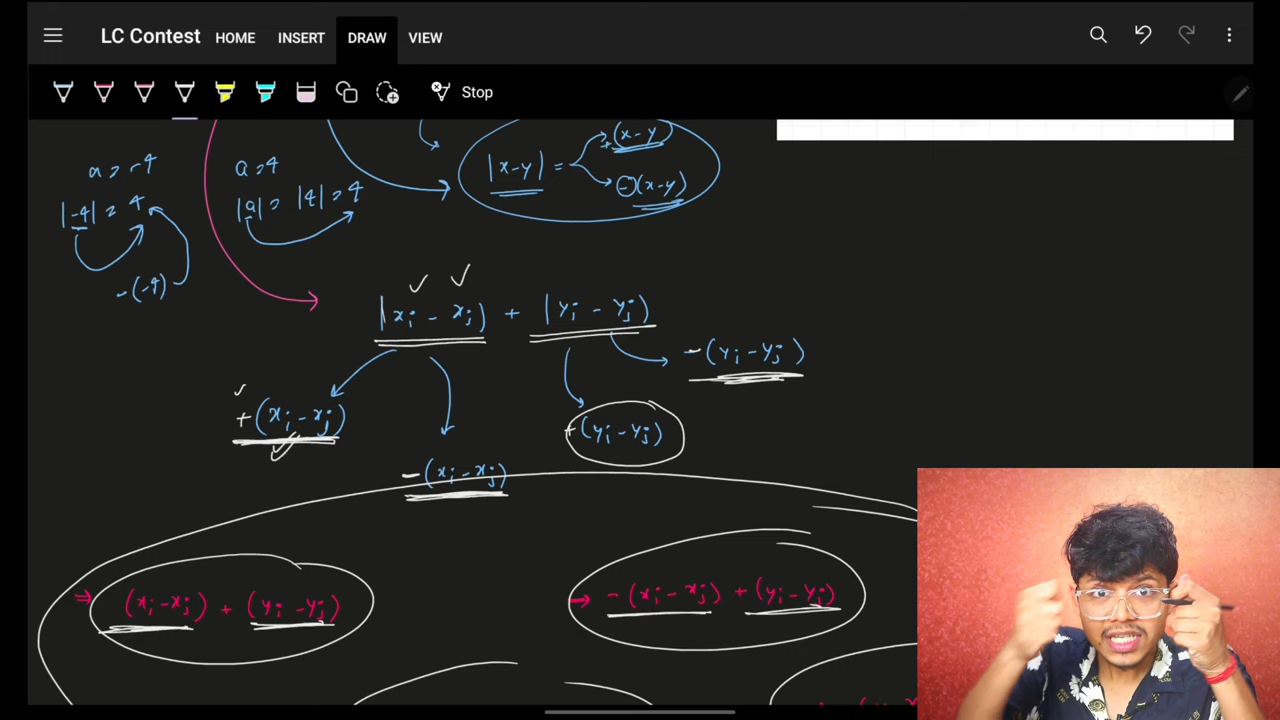 LC Contest HOME INSERT DRAW VIEW
Stop
a = -4
|-4| = 4
-(-4)
a = 4
|a| = |4| = 4
|x-y| =
+(x-y)
-(x-y)
|xi - xj| + |yi - yj|
-(yi-yj)
+(xi-xj)
+(yi-yj)
-(xi-xj)
⇒ (xi-xj) + (yi-yj)
→ -(xi-xj) + (yi-yj)